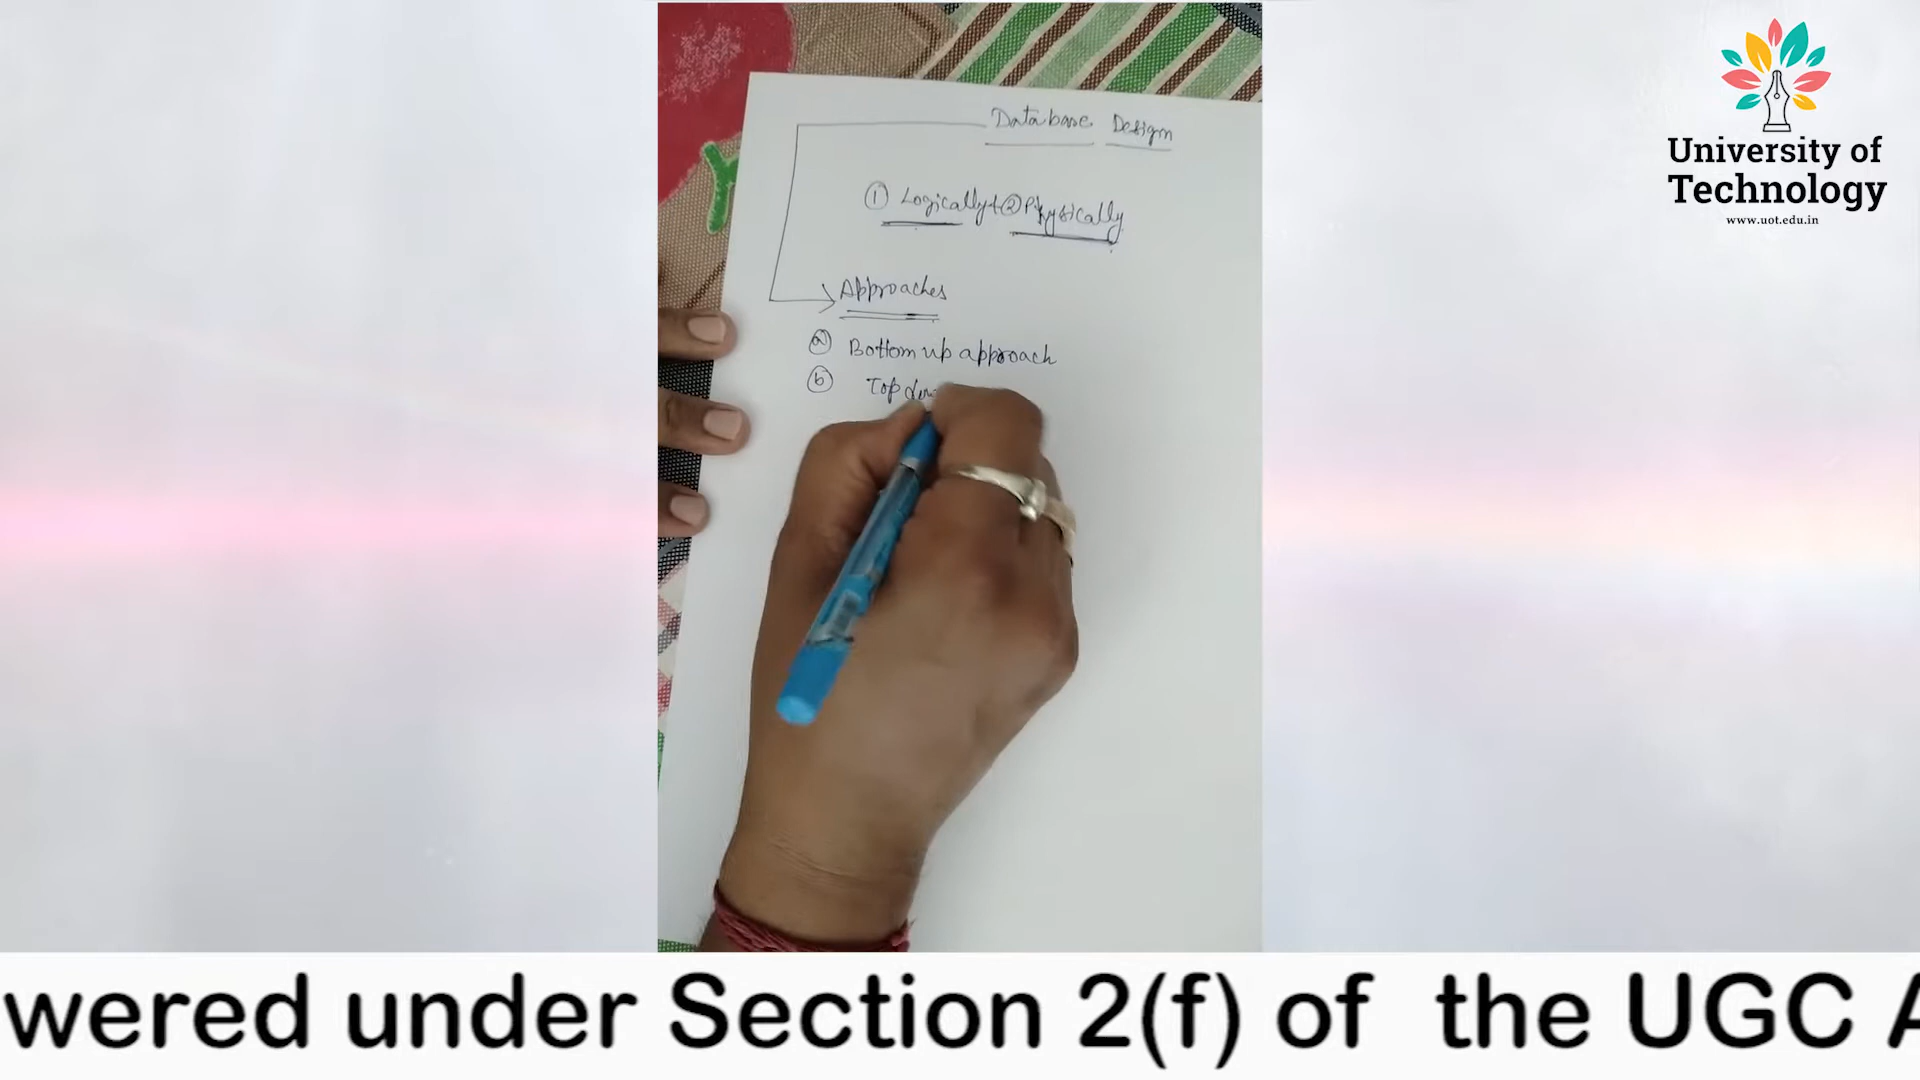 Database Design
① Logically + ② Physically
Approaches
ⓐ Bottom up approach
ⓑ Top
University of
Technology
www.uot.edu.in
wered under Section 2(f) of the UGC A